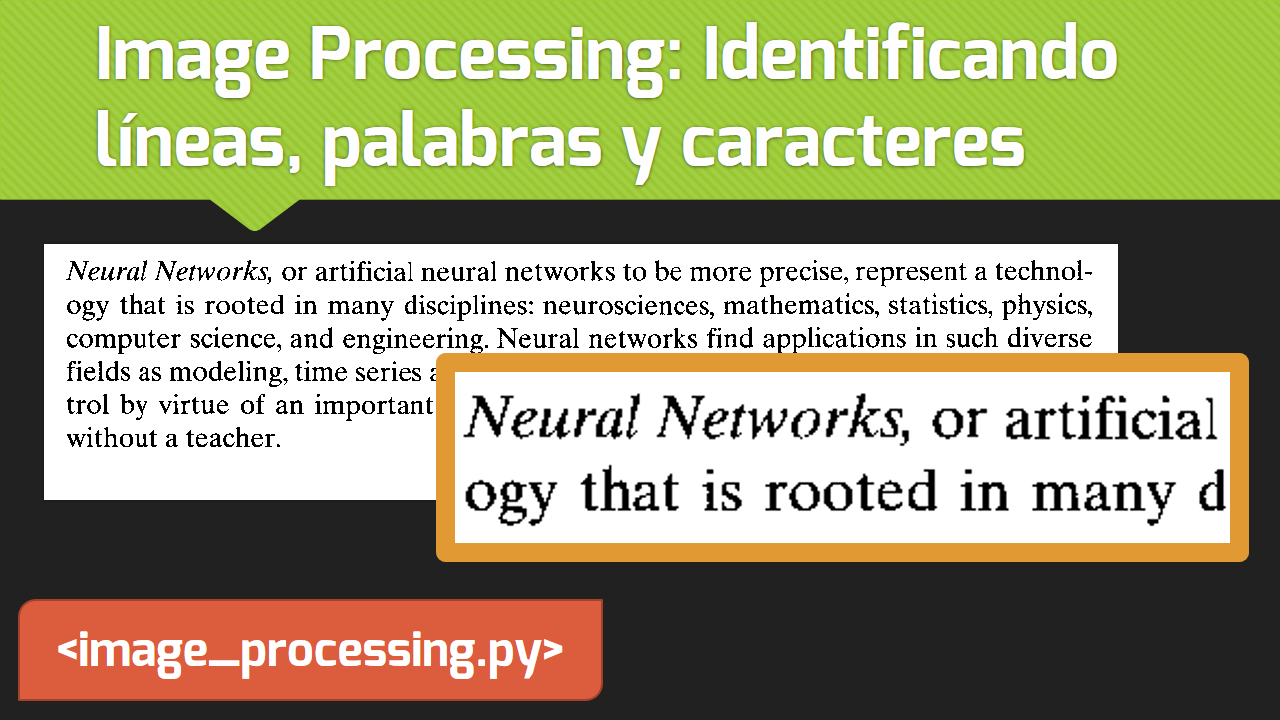 Image Processing: Identificando
líneas, palabras y caracteres
Neural Networks, or artificial neural networks to be more precise, represent a technol-
ogy that is rooted in many disciplines: neurosciences, mathematics, statistics, physics,
computer science, and engineering. Neural networks find applications in such diverse
fields as modeling, time series
trol by virtue of an important
without a teacher.
Neural Networks, or artificial
ogy that is rooted in many d
<image_processing.py>